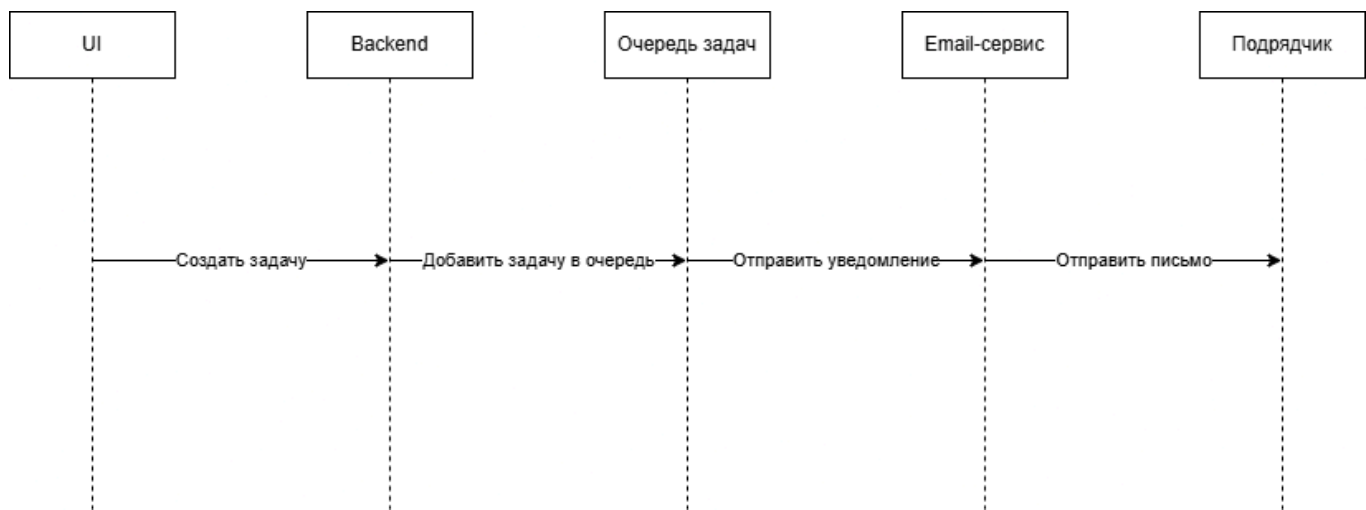 UI
Backend
Очередь задач
Email-сервис
Подрядчик
Создать задачу
Добавить задачу в очередь
Отправить уведомление
Отправить письмо